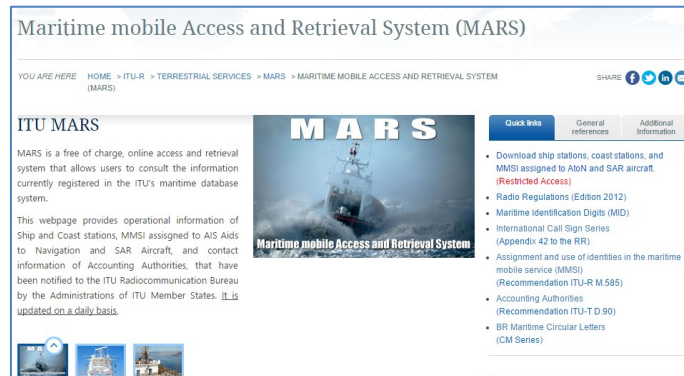 Maritime mobile Access and Retrieval System (MARS)
YOU ARE HERE HOME > ITU-R > TERRESTRIAL SERVICES > MARS > MARITIME MOBILE ACCESS AND RETRIEVAL SYSTEM
(MARS)
SHARE
ITU MARS
MARS is a free of charge, online access and retrieval
system that allows users to consult the information
currently registered in the ITU's maritime database
system.
This webpage provides operational information of
Ship and Coast stations, MMSI assigned to AIS Aids
to Navigation and SAR Aircraft, and contact
information of Accounting Authorities, that have
been notified to the ITU Radiocommunication Bureau
by the Administrations of ITU Member States. It is
updated on a daily basis.
M A R S
Maritime mobile Access and Retrieval System
Quick links
General
references
Additional
Information
Download ship stations, coast stations, and
MMSI assigned to AtoN and SAR aircraft.
(Restricted Access)
Radio Regulations (Edition 2012)
Maritime Identification Digits (MID)
International Call Sign Series
(Appendix 42 to the RR)
Assignment and use of identities in the maritime
mobile service (MMSI)
(Recommendation ITU-R M.585)
Accounting Authorities
(Recommendation ITU-T D.90)
BR Maritime Circular Letters
(CM Series)